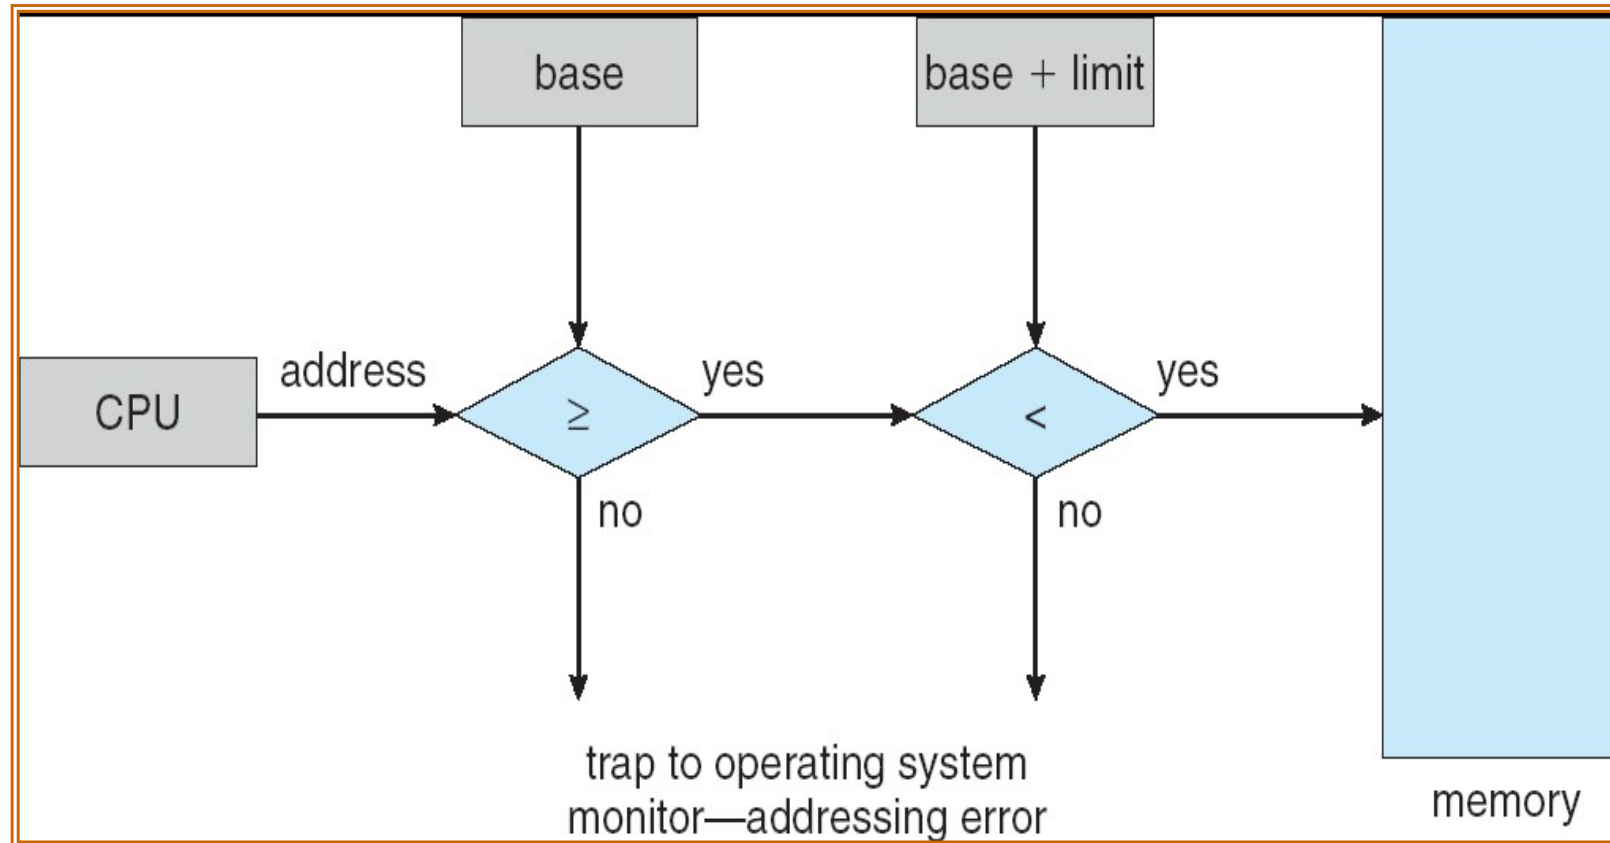 base
base + limit
address
yes
yes
CPU
≥
<
no
no
trap to operating system
monitor—addressing error
memory